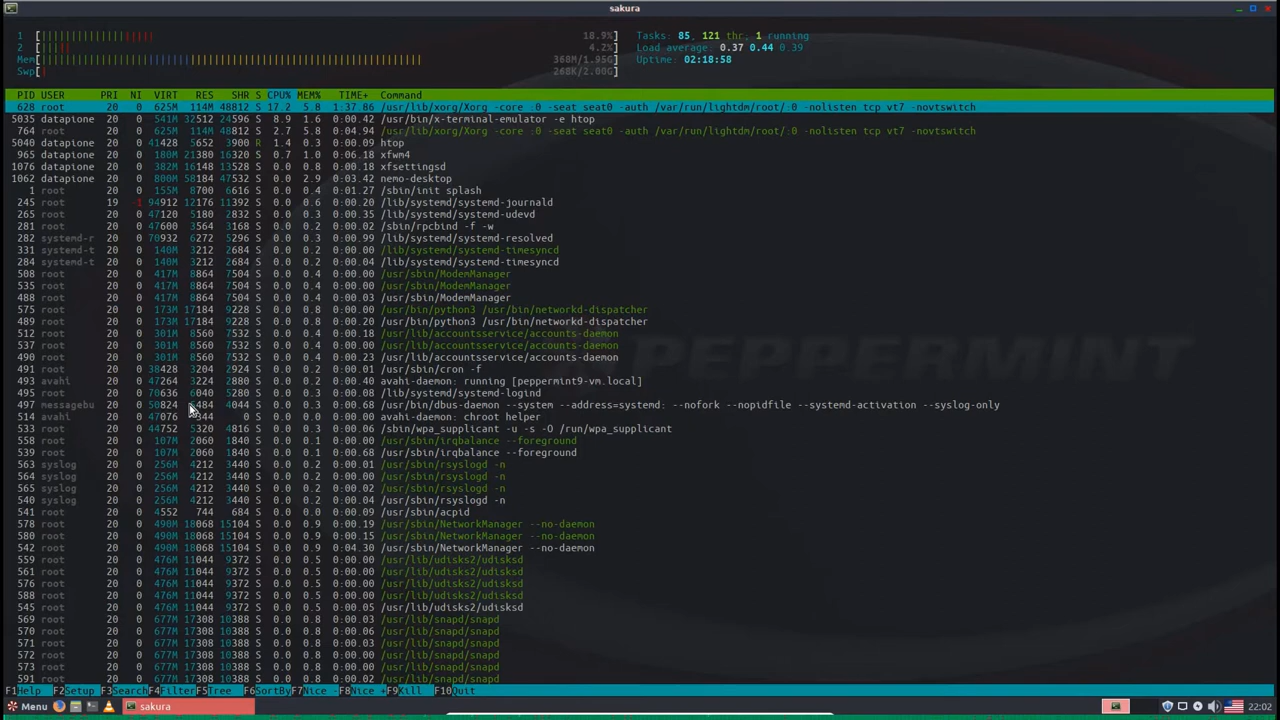 sakura
1 [|||||||||||||||||||| 18.9%] Tasks: 85, 121 thr, 1 running
2 [||||| 4.2%] Load average: 0.37 0.44 0.39
Mem[||||||||||||||||||||||||||||||||||||||||||||||||||||||||||||||| 368M/1.95G] Uptime: 02:18:58
Swp[| 268K/2.00G]
PID USER PRI NI VIRT RES SHR S CPU% MEM% TIME+ Command
628 root 20 0 625M 114M 48812 S 17.2 5.8 1:37.86 /usr/lib/xorg/Xorg -core :0 -seat seat0 -auth /var/run/lightdm/root/:0 -nolisten tcp vt7 -novtswitch
5035 datapione 20 0 541M 32512 24596 S 8.9 1.6 0:00.42 /usr/bin/x-terminal-emulator -e htop
764 root 20 0 625M 114M 48812 S 2.7 5.8 0:04.94 /usr/lib/xorg/Xorg -core :0 -seat seat0 -auth /var/run/lightdm/root/:0 -nolisten tcp vt7 -novtswitch
5040 datapione 20 0 41428 5652 3900 R 1.4 0.3 0:00.09 htop
965 datapione 20 0 180M 21380 16320 S 0.7 1.0 0:06.18 xfwm4
1076 datapione 20 0 382M 16148 13528 S 0.0 0.8 0:00.18 xfsettingsd
1062 datapione 20 0 800M 58184 47532 S 0.0 2.9 0:03.42 nemo-desktop
1 root 20 0 155M 8700 6616 S 0.0 0.4 0:01.27 /sbin/init splash
245 root 19 -1 94912 12176 11392 S 0.0 0.6 0:00.20 /lib/systemd/systemd-journald
265 root 20 0 47120 5180 2832 S 0.0 0.3 0:00.35 /lib/systemd/systemd-udevd
281 root 20 0 47600 3564 3168 S 0.0 0.2 0:00.02 /sbin/rpcbind -f -w
282 systemd-r 20 0 70932 6272 5296 S 0.0 0.3 0:00.99 /lib/systemd/systemd-resolved
331 systemd-t 20 0 140M 3212 2684 S 0.0 0.2 0:00.00 /lib/systemd/systemd-timesyncd
284 systemd-t 20 0 140M 3212 2684 S 0.0 0.2 0:00.04 /lib/systemd/systemd-timesyncd
508 root 20 0 417M 8864 7504 S 0.0 0.4 0:00.00 /usr/sbin/ModemManager
535 root 20 0 417M 8864 7504 S 0.0 0.4 0:00.00 /usr/sbin/ModemManager
488 root 20 0 417M 8864 7504 S 0.0 0.4 0:00.03 /usr/sbin/ModemManager
575 root 20 0 173M 17184 9228 S 0.0 0.8 0:00.00 /usr/bin/python3 /usr/bin/networkd-dispatcher
489 root 20 0 173M 17184 9228 S 0.0 0.8 0:00.20 /usr/bin/python3 /usr/bin/networkd-dispatcher
512 root 20 0 301M 8560 7532 S 0.0 0.4 0:00.18 /usr/lib/accountsservice/accounts-daemon
537 root 20 0 301M 8560 7532 S 0.0 0.4 0:00.00 /usr/lib/accountsservice/accounts-daemon
490 root 20 0 301M 8560 7532 S 0.0 0.4 0:00.23 /usr/lib/accountsservice/accounts-daemon
491 root 20 0 38428 3204 2924 S 0.0 0.2 0:00.01 /usr/sbin/cron -f
493 avahi 20 0 47264 3224 2880 S 0.0 0.2 0:00.40 avahi-daemon: running [peppermint9-vm.local]
495 root 20 0 70636 6040 5280 S 0.0 0.3 0:00.07 /lib/systemd/systemd-logind
497 messagebu 20 0 50824 484 4044 S 0.0 0.3 0:00.68 /usr/bin/dbus-daemon --system --address=systemd: --nofork --nopidfile --systemd-activation --syslog-only
514 avahi 20 0 47076 44 0 S 0.0 0.0 0:00.00 avahi-daemon: chroot helper
533 root 20 0 44752 5320 4816 S 0.0 0.3 0:00.06 /sbin/wpa_supplicant -u -s -O /run/wpa_supplicant
558 root 20 0 107M 2060 1840 S 0.0 0.1 0:00.00 /usr/sbin/irqbalance --foreground
539 root 20 0 107M 2060 1840 S 0.0 0.1 0:00.68 /usr/sbin/irqbalance --foreground
563 syslog 20 0 256M 4212 3440 S 0.0 0.2 0:00.01 /usr/sbin/rsyslogd -n
564 syslog 20 0 256M 4212 3440 S 0.0 0.2 0:00.00 /usr/sbin/rsyslogd -n
565 syslog 20 0 256M 4212 3440 S 0.0 0.2 0:00.02 /usr/sbin/rsyslogd -n
540 syslog 20 0 256M 4212 3440 S 0.0 0.2 0:00.04 /usr/sbin/rsyslogd -n
541 root 20 0 4552 744 684 S 0.0 0.0 0:00.09 /usr/sbin/acpid
578 root 20 0 490M 18068 15104 S 0.0 0.9 0:00.19 /usr/sbin/NetworkManager --no-daemon
580 root 20 0 490M 18068 15104 S 0.0 0.9 0:00.15 /usr/sbin/NetworkManager --no-daemon
542 root 20 0 490M 18068 15104 S 0.0 0.9 0:04.30 /usr/sbin/NetworkManager --no-daemon
559 root 20 0 476M 11044 9372 S 0.0 0.5 0:00.00 /usr/lib/udisks2/udisksd
561 root 20 0 476M 11044 9372 S 0.0 0.5 0:00.03 /usr/lib/udisks2/udisksd
576 root 20 0 476M 11044 9372 S 0.0 0.5 0:00.00 /usr/lib/udisks2/udisksd
588 root 20 0 476M 11044 9372 S 0.0 0.5 0:00.00 /usr/lib/udisks2/udisksd
545 root 20 0 476M 11044 9372 S 0.0 0.5 0:00.05 /usr/lib/udisks2/udisksd
569 root 20 0 677M 17308 10388 S 0.0 0.8 0:00.03 /usr/lib/snapd/snapd
570 root 20 0 677M 17308 10388 S 0.0 0.8 0:00.06 /usr/lib/snapd/snapd
571 root 20 0 677M 17308 10388 S 0.0 0.8 0:00.03 /usr/lib/snapd/snapd
572 root 20 0 677M 17308 10388 S 0.0 0.8 0:00.00 /usr/lib/snapd/snapd
573 root 20 0 677M 17308 10388 S 0.0 0.8 0:00.00 /usr/lib/snapd/snapd
591 root 20 0 677M 17308 10388 S 0.0 0.8 0:00.02 /usr/lib/snapd/snapd
PEPPERMINT
F1Help F2Setup F3SearchF4FilterF5Tree F6SortByF7Nice -F8Nice +F9Kill F10Quit
Menu sakura 22:02